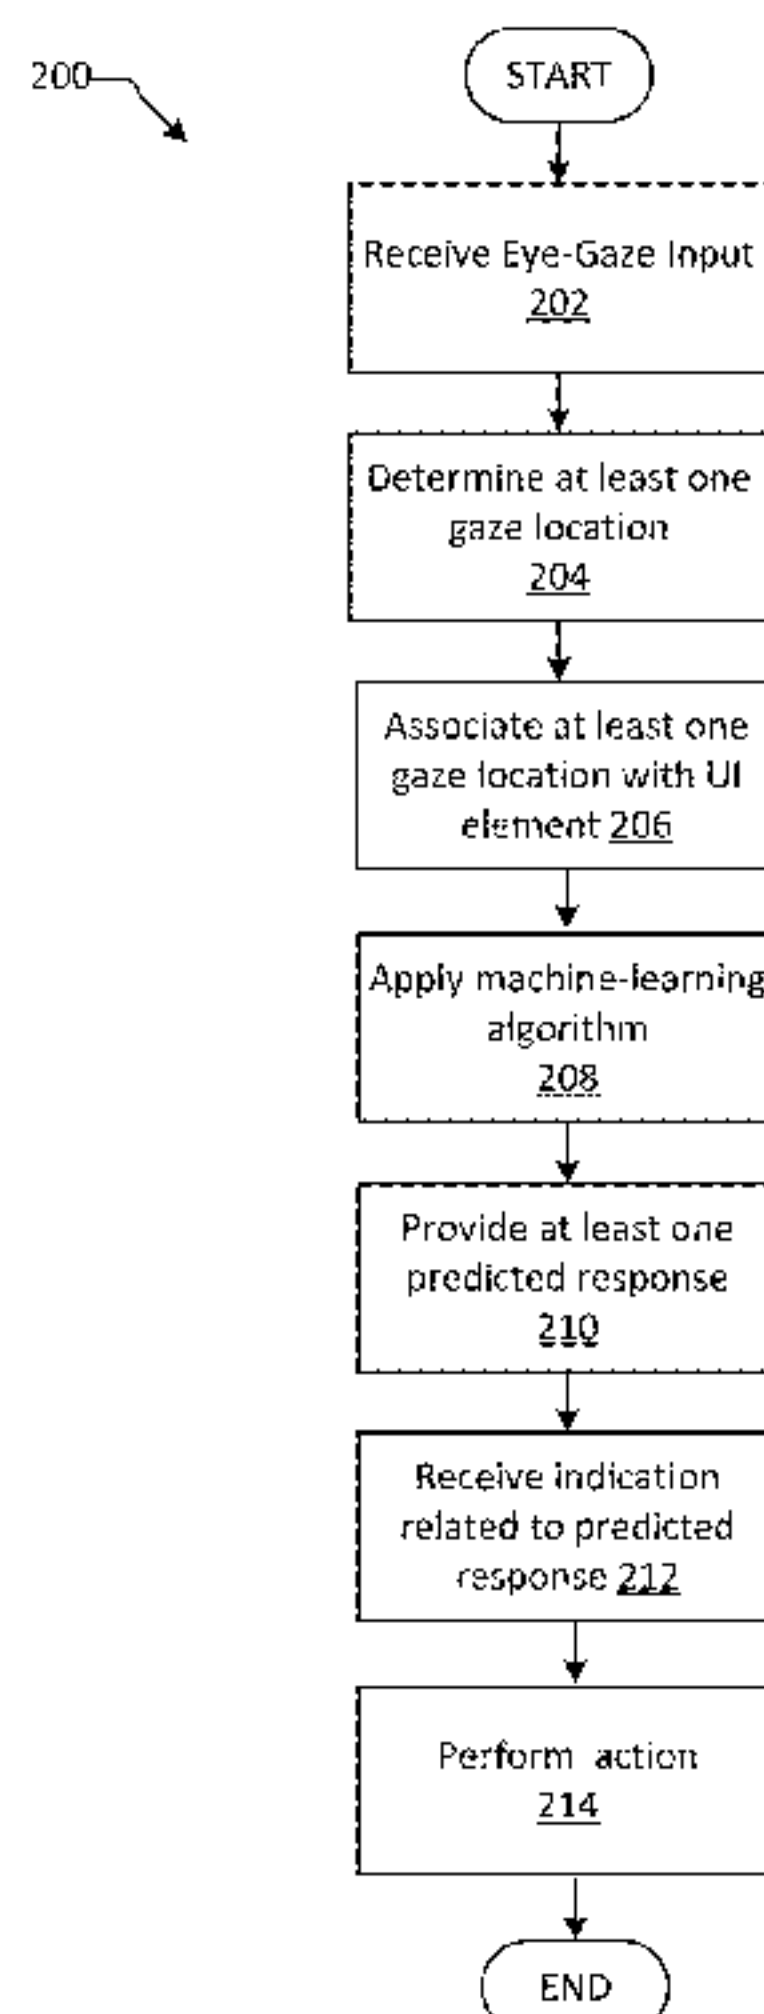 200
START
Receive Eye-Gaze Input
202
Determine at least one
gaze location
204
Associate at least one
gaze location with UI
element 206
Apply machine-learning
algorithm
208
Provide at least one
predicted response
210
Receive indication
related to predicted
response 212
Perform action
214
END